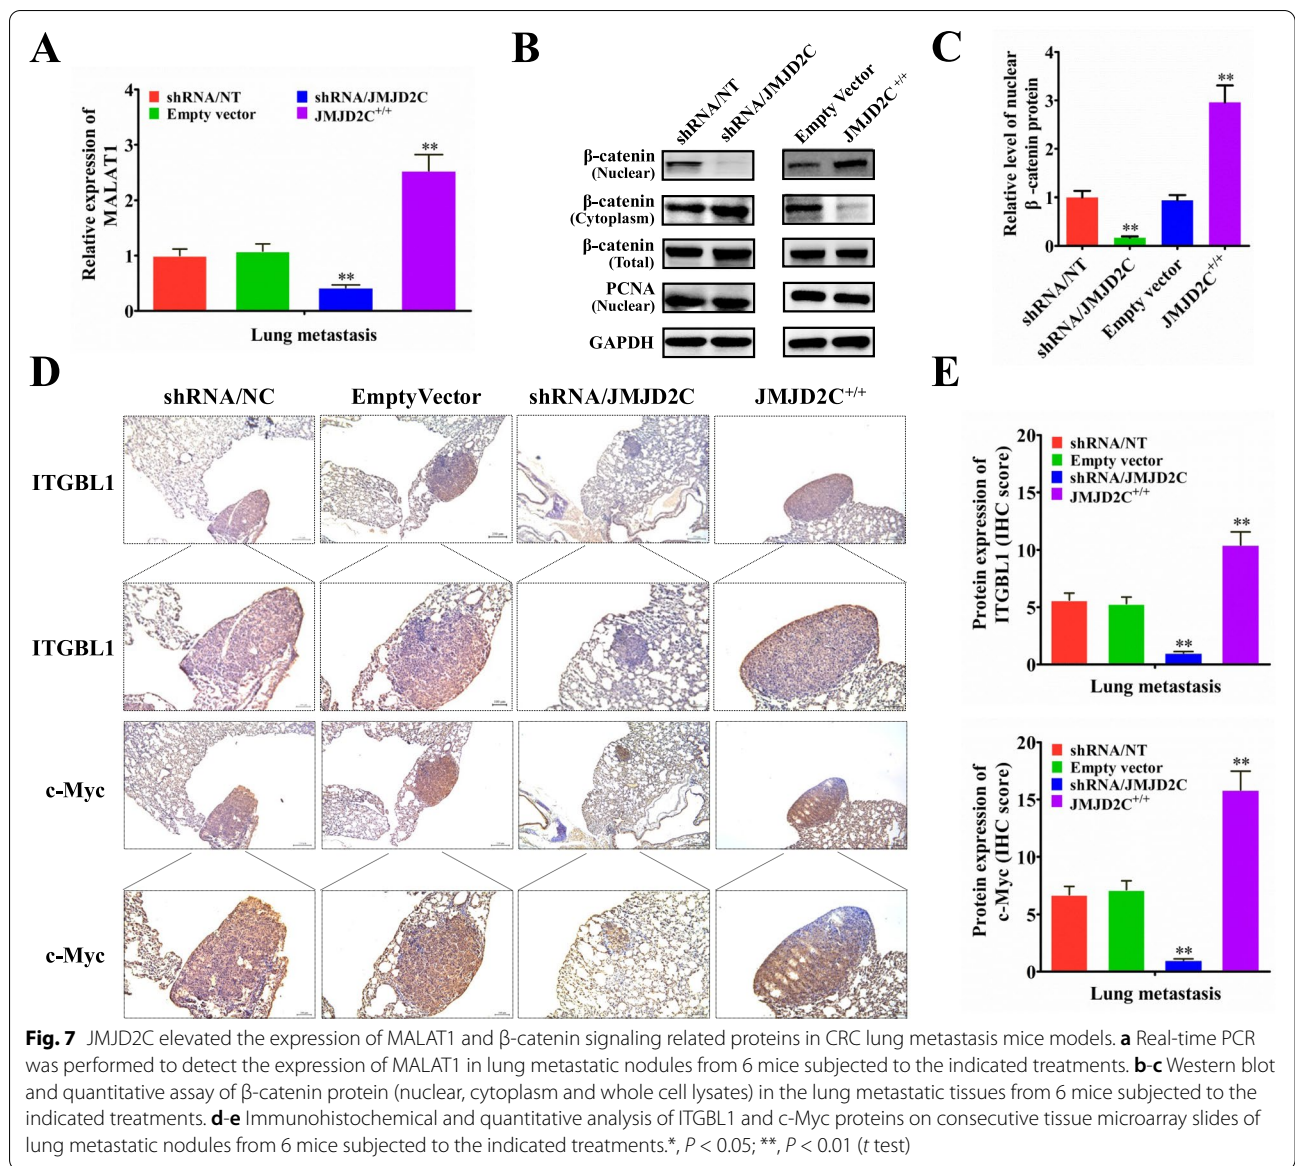 A
4
3
2
1
0
Relative expression of
MALAT1
shRNA/NT
Empty vector
shRNA/JMJD2C
JMJD2C+/+
**
**
Lung metastasis
B
shRNA/NT
shRNA/JMJD2C
Empty Vector
JMJD2C+/+
β-catenin
(Nuclear)
β-catenin
(Cytoplasm)
β-catenin
(Total)
PCNA
(Nuclear)
GAPDH
C
4
3
2
1
0
Relative level of nuclear
β -catenin protein
**
**
shRNA/NT
shRNA/JMJD2C
Empty vector
JMJD2C+/+
D
shRNA/NC
EmptyVector
shRNA/JMJD2C
JMJD2C+/+
ITGBL1
ITGBL1
c-Myc
c-Myc
E
20
15
10
5
0
Protein expression of
ITGBL1 (IHC score)
shRNA/NT
Empty vector
shRNA/JMJD2C
JMJD2C+/+
**
**
Lung metastasis
20
15
10
5
0
Protein expression of
c-Myc (IHC score)
shRNA/NT
Empty vector
shRNA/JMJD2C
JMJD2C+/+
**
**
Lung metastasis
Fig. 7 JMJD2C elevated the expression of MALAT1 and β-catenin signaling related proteins in CRC lung metastasis mice models. a Real-time PCR
was performed to detect the expression of MALAT1 in lung metastatic nodules from 6 mice subjected to the indicated treatments. b-c Western blot
and quantitative assay of β-catenin protein (nuclear, cytoplasm and whole cell lysates) in the lung metastatic tissues from 6 mice subjected to the
indicated treatments. d-e Immunohistochemical and quantitative analysis of ITGBL1 and c-Myc proteins on consecutive tissue microarray slides of
lung metastatic nodules from 6 mice subjected to the indicated treatments.*, P < 0.05; **, P < 0.01 (t test)